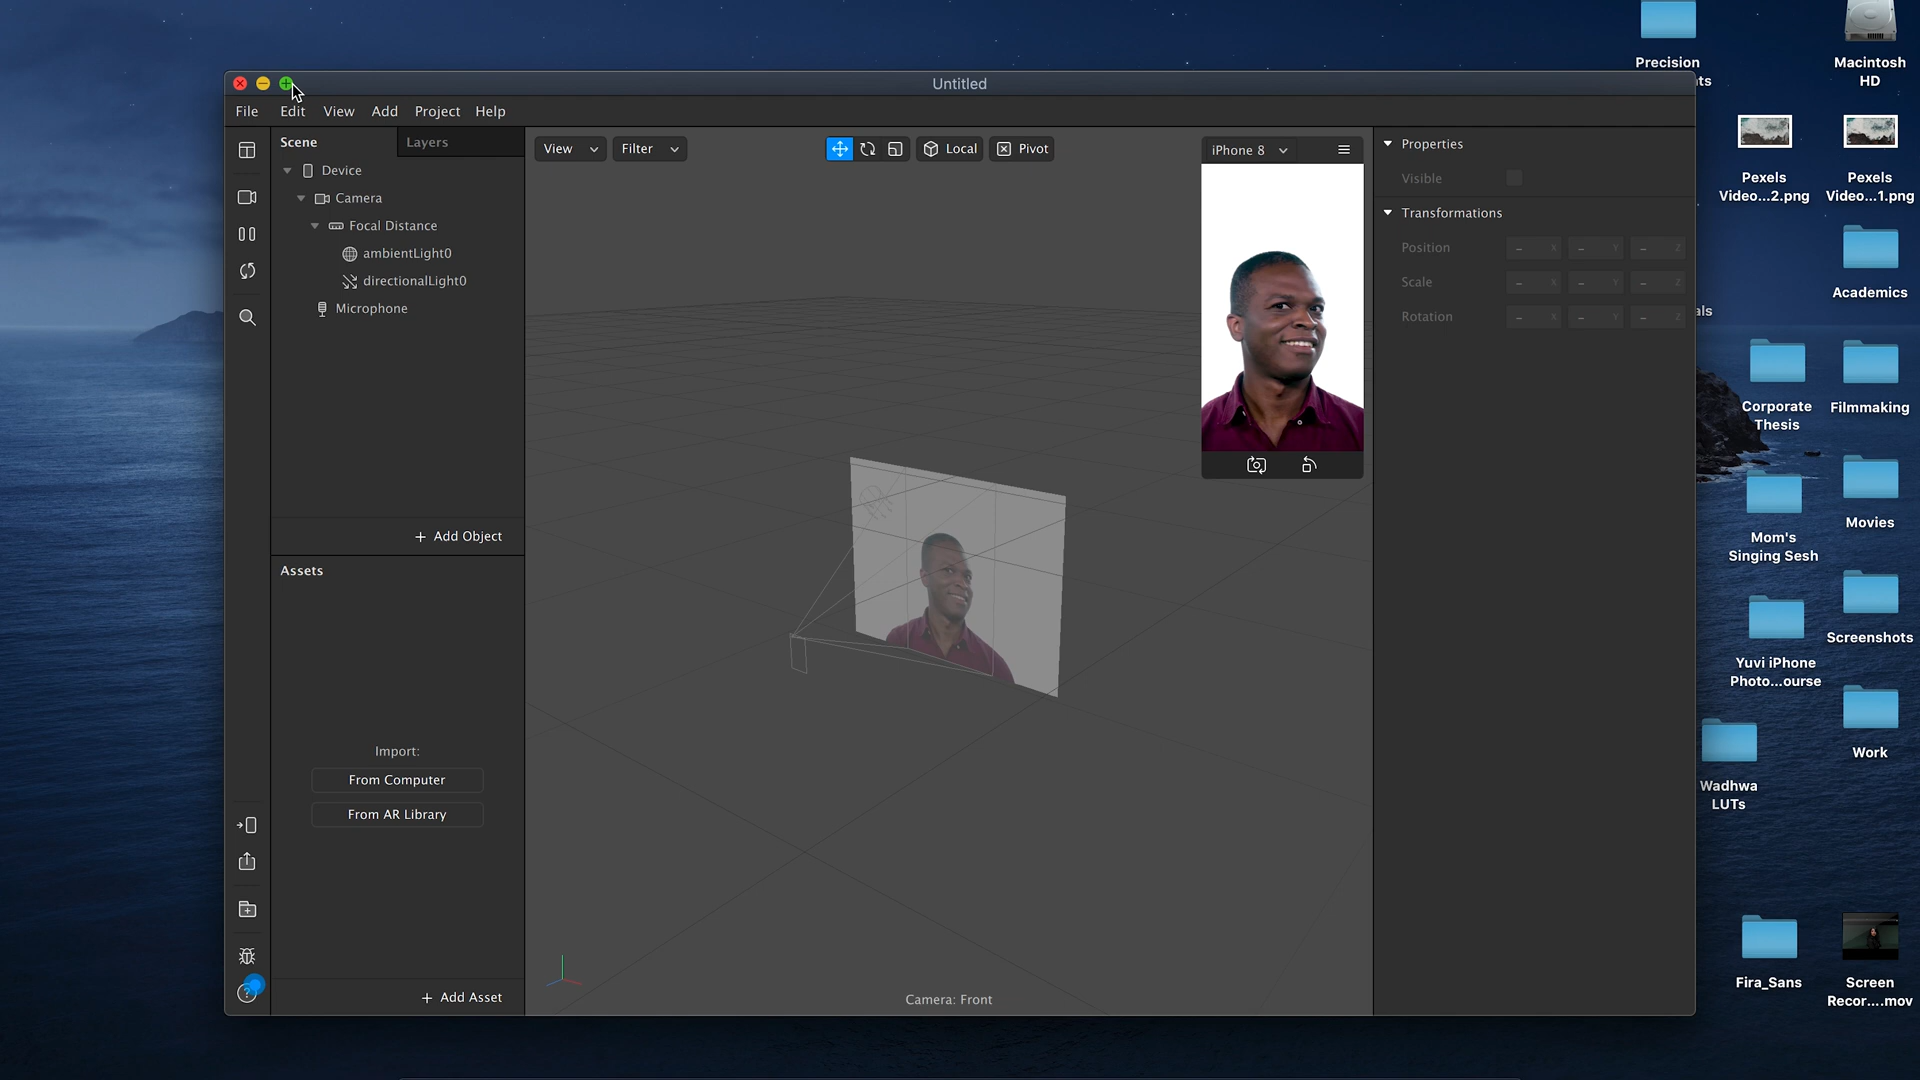 Untitled
File Edit View Add Project Help
Scene
Layers
Device
Camera
Focal Distance
ambientLight0
directionalLight0
Microphone
+ Add Object
Assets
Import:
From Computer
From AR Library
+ Add Asset
View
Filter
Local
Pivot
iPhone 8
Camera: Front
Properties
Visible
Transformations
Position - X - Y - Z
Scale - X - Y - Z
Rotation - X - Y - Z
Precision
ts
Macintosh
HD
Pexels
Video...2.png
Pexels
Video...1.png
Academics
als
Corporate
Thesis
Filmmaking
Mom's
Singing Sesh
Movies
Yuvi iPhone
Photo...ourse
Screenshots
Wadhwa
LUTs
Work
Fira_Sans
Screen
Recor....mov